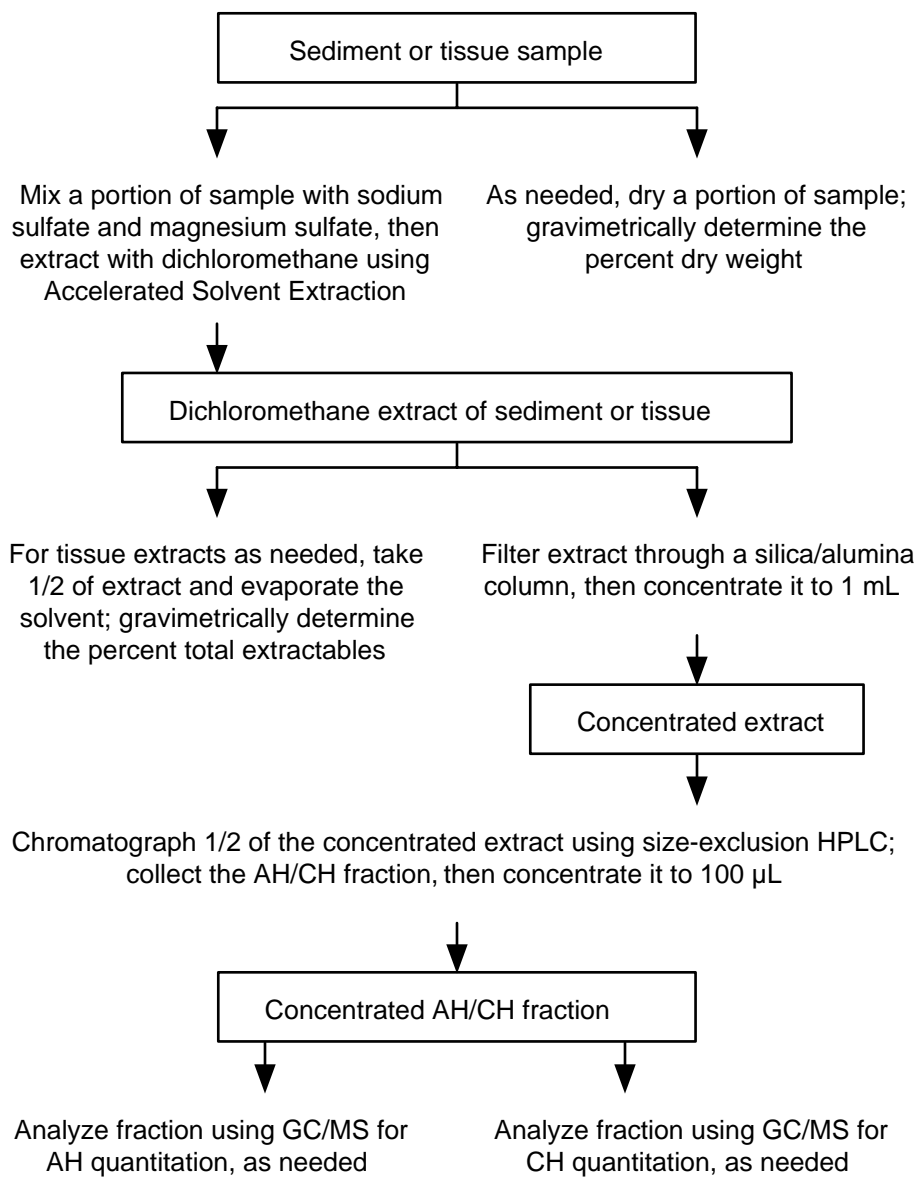 Sediment or tissue sample
Mix a portion of sample with sodium
sulfate and magnesium sulfate, then
extract with dichloromethane using
Accelerated Solvent Extraction
As needed, dry a portion of sample;
gravimetrically determine the
percent dry weight
Dichloromethane extract of sediment or tissue
For tissue extracts as needed, take
1/2 of extract and evaporate the
solvent; gravimetrically determine
the percent total extractables
Filter extract through a silica/alumina
column, then concentrate it to 1 mL
Concentrated extract
Chromatograph 1/2 of the concentrated extract using size-exclusion HPLC;
collect the AH/CH fraction, then concentrate it to 100 µL
Concentrated AH/CH fraction
Analyze fraction using GC/MS for
AH quantitation, as needed
Analyze fraction using GC/MS for
CH quantitation, as needed